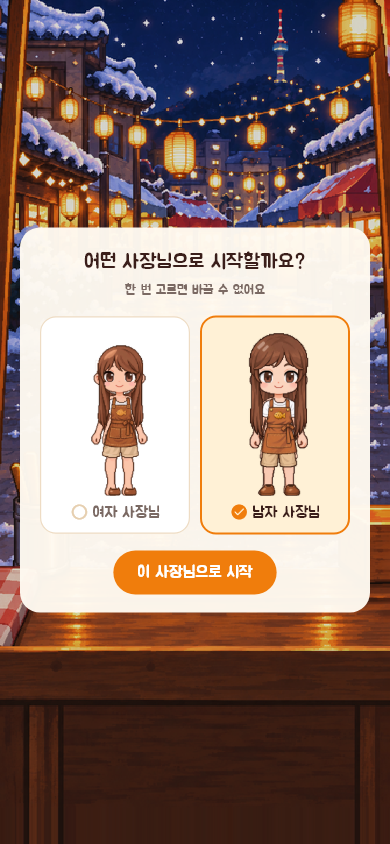 어떤 사장님으로 시작할까요?
한 번 고르면 바꿀 수 없어요
여자 사장님
남자 사장님
이 사장님으로 시작